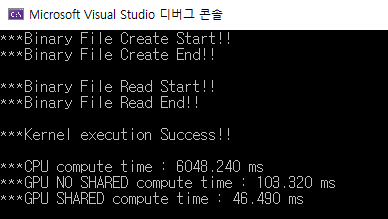 Microsoft Visual Studio 디버그 콘솔
***Binary File Create Start!!
***Binary File Create End!!
***Binary File Read Start!!
***Binary File Read End!!
***Kernel execution Success!!
***CPU compute time : 6048.240 ms
***GPU NO SHARED compute time : 103.320 ms
***GPU SHARED compute time : 46.490 ms